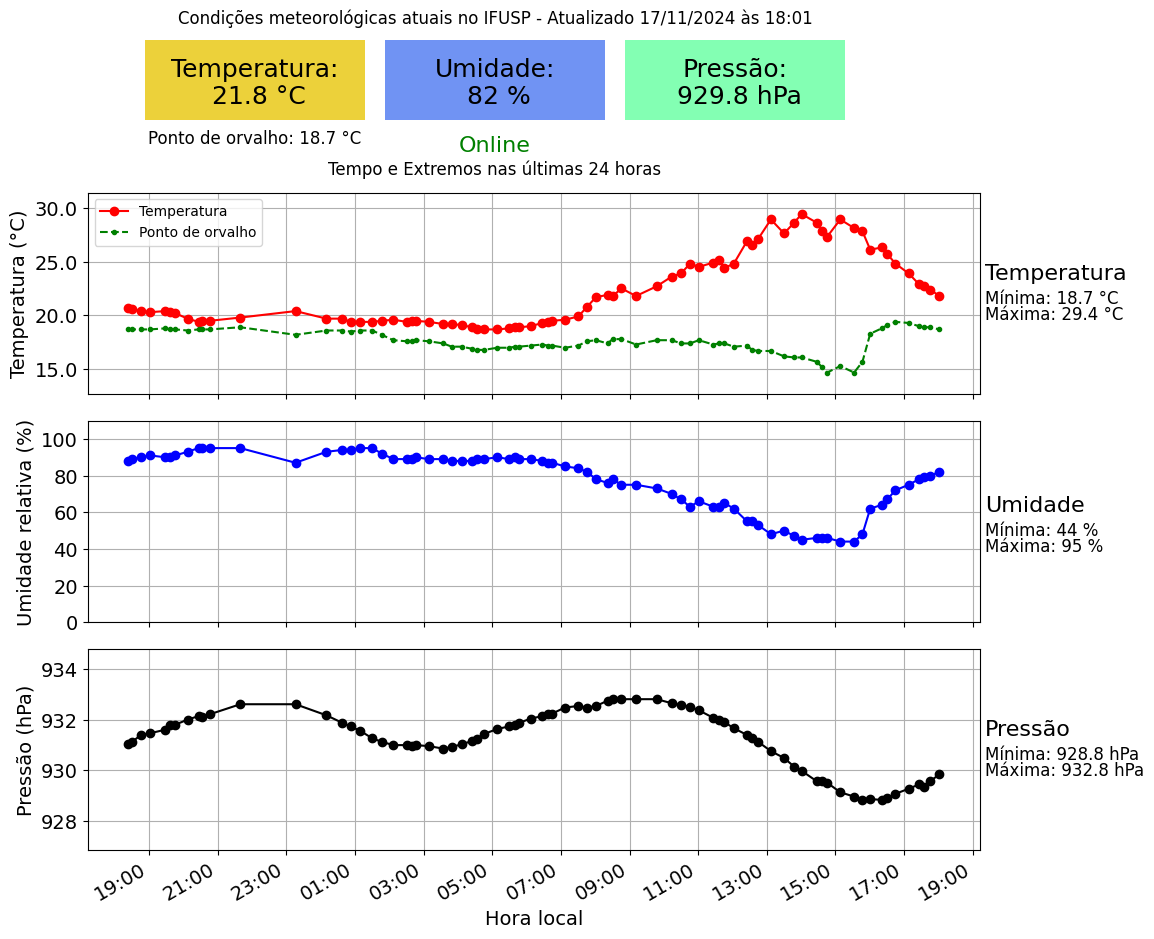 Condições meteorológicas atuais no IFUSP - Atualizado 17/11/2024 às 18:01
Temperatura:
21.8 °C
Umidade:
82 %
Pressão:
929.8 hPa
Ponto de orvalho: 18.7 °C
Online
Tempo e Extremos nas últimas 24 horas
Temperatura (°C)
30.0
25.0
20.0
15.0
Temperatura
Ponto de orvalho
Temperatura
Mínima: 18.7 °C
Máxima: 29.4 °C
Umidade relativa (%)
100
80
60
40
20
0
Umidade
Mínima: 44 %
Máxima: 95 %
Pressão (hPa)
934
932
930
928
Pressão
Mínima: 928.8 hPa
Máxima: 932.8 hPa
19:00 21:00 23:00 01:00 03:00 05:00 07:00 09:00 11:00 13:00 15:00 17:00 19:00
Hora local